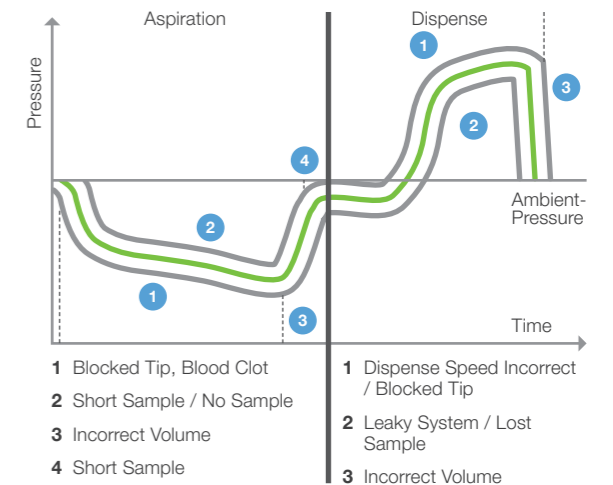 Aspiration
Dispense
Pressure
1
3
2
4
2
1
3
Ambient-
Pressure
Time
1 Blocked Tip, Blood Clot
2 Short Sample / No Sample
3 Incorrect Volume
4 Short Sample
1 Dispense Speed Incorrect
/ Blocked Tip
2 Leaky System / Lost
Sample
3 Incorrect Volume